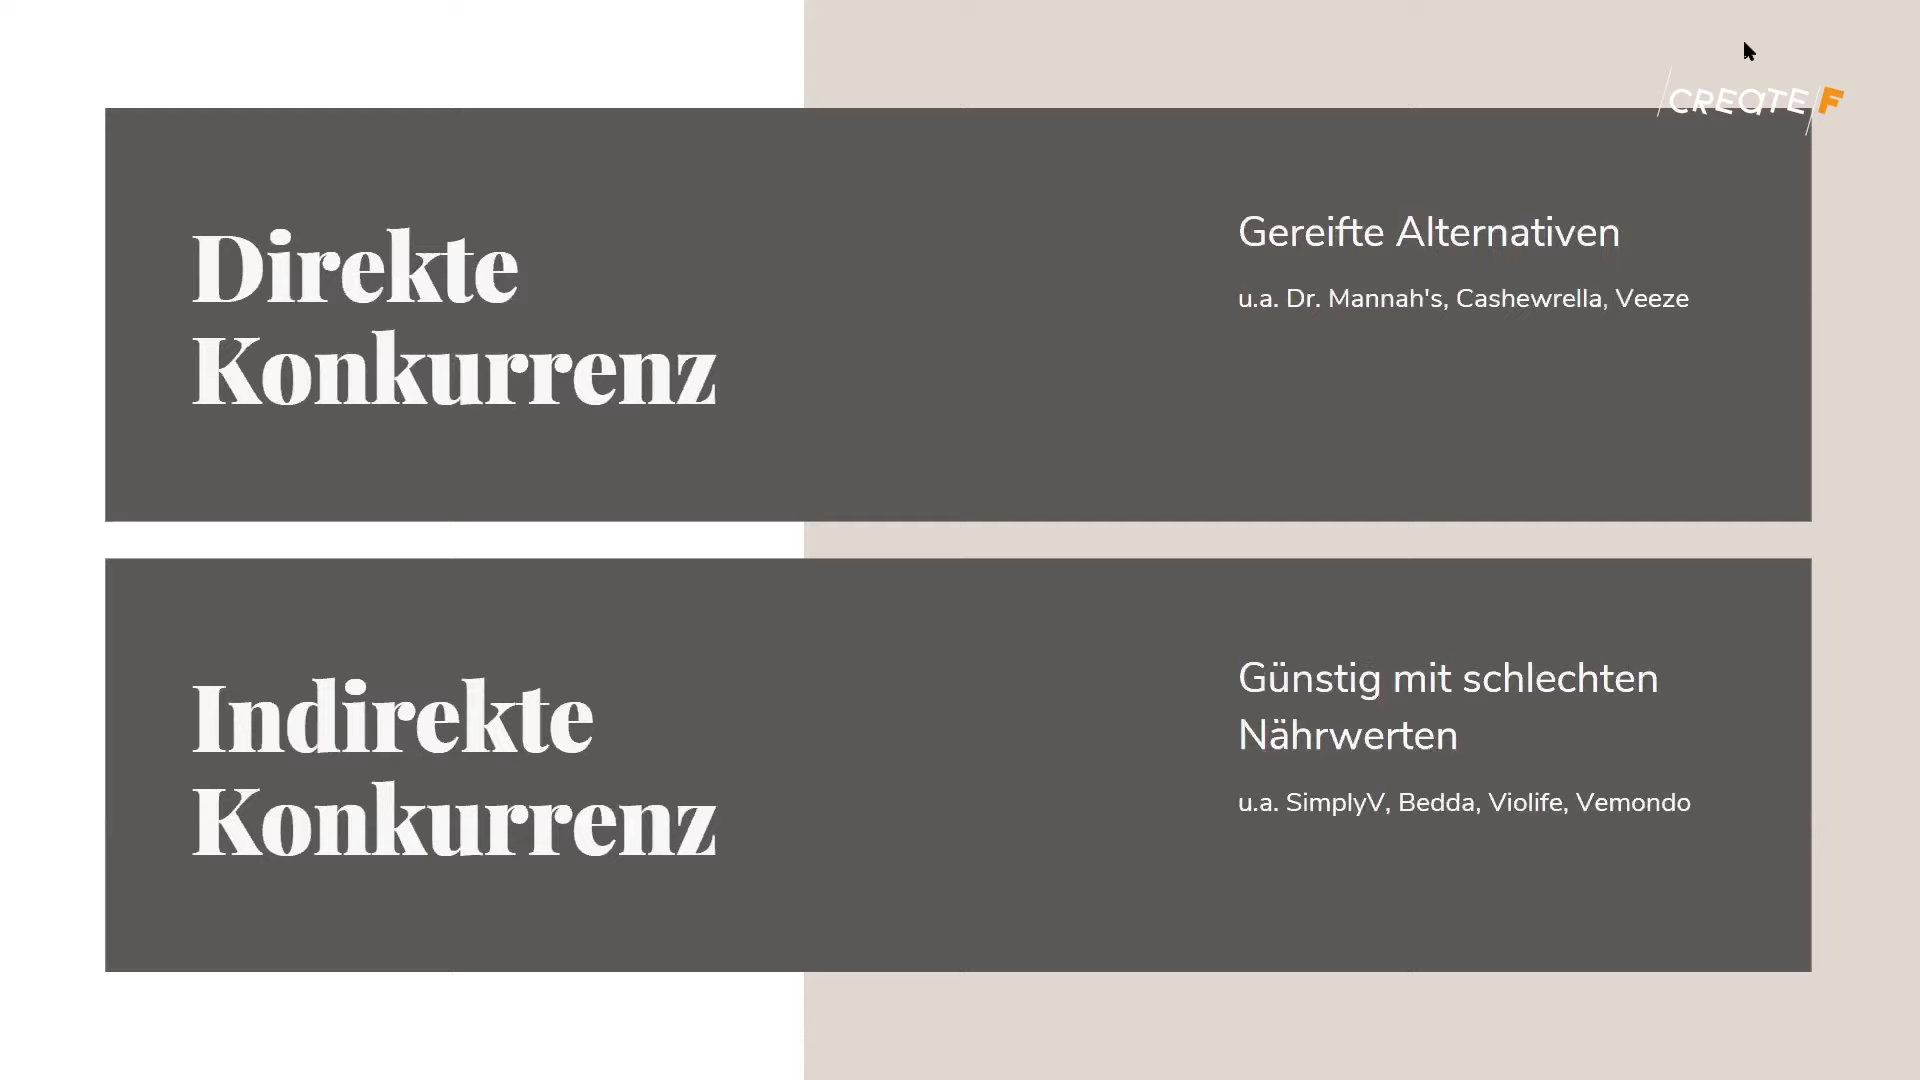 CREATE F
Direkte
Konkurrenz
Gereifte Alternativen
u.a. Dr. Mannah's, Cashewrella, Veeze
Indirekte
Konkurrenz
Günstig mit schlechten
Nährwerten
u.a. SimplyV, Bedda, Violife, Vemondo